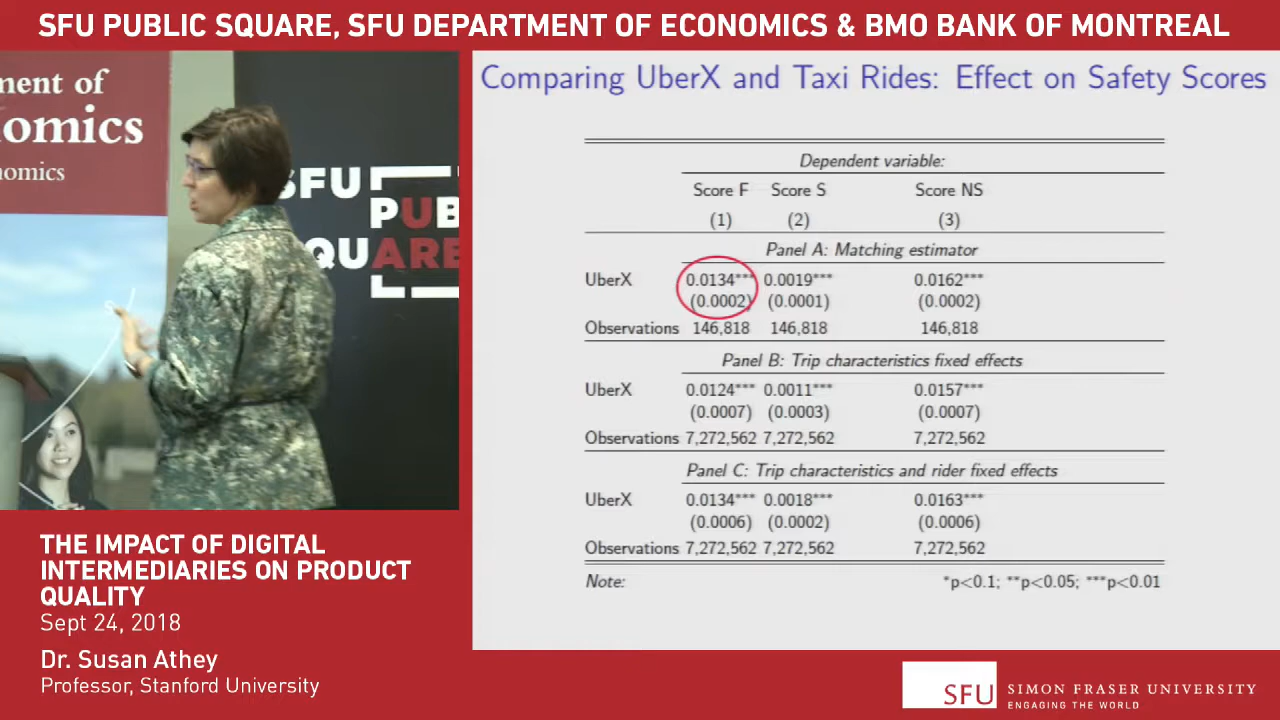 SFU PUBLIC SQUARE, SFU DEPARTMENT OF ECONOMICS & BMO BANK OF MONTREAL
ment of
omics
onomics
SFU
PUB
QUARE
Comparing UberX and Taxi Rides: Effect on Safety Scores
Dependent variable:
Score F Score S Score NS
(1) (2) (3)
Panel A: Matching estimator
UberX 0.0134*** 0.0019*** 0.0162***
(0.0002) (0.0001) (0.0002)
Observations 146,818 146,818 146,818
Panel B: Trip characteristics fixed effects
UberX 0.0124*** 0.0011*** 0.0157***
(0.0007) (0.0003) (0.0007)
Observations 7,272,562 7,272,562 7,272,562
Panel C: Trip characteristics and rider fixed effects
UberX 0.0134*** 0.0018*** 0.0163***
(0.0006) (0.0002) (0.0006)
Observations 7,272,562 7,272,562 7,272,562
Note: *p<0.1; **p<0.05; ***p<0.01
THE IMPACT OF DIGITAL
INTERMEDIARIES ON PRODUCT
QUALITY
Sept 24, 2018
Dr. Susan Athey
Professor, Stanford University
SFU SIMON FRASER UNIVERSITY
ENGAGING THE WORLD